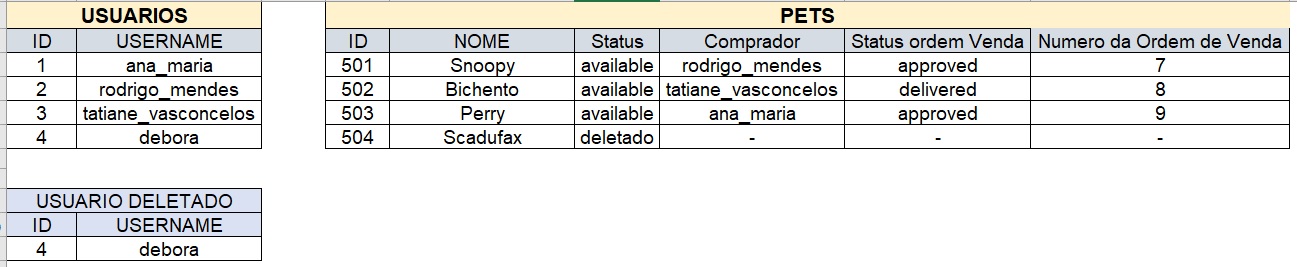 USUARIOS PETS
ID USERNAME ID NOME Status Comprador Status ordem Venda Numero da Ordem de Venda
1 ana_maria 501 Snoopy available rodrigo_mendes approved 7
2 rodrigo_mendes 502 Bichento available tatiane_vasconcelos delivered 8
3 tatiane_vasconcelos 503 Perry available ana_maria approved 9
4 debora 504 Scadufax deletado - - -
USUARIO DELETADO
ID USERNAME
4 debora